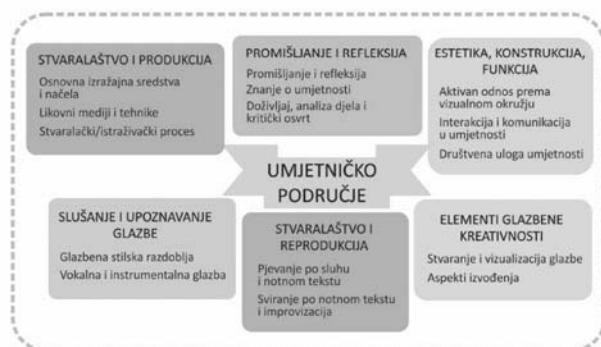 STVARALAŠTVO I PRODUKCIJA
Osnovna izražajna sredstva
i načela
Likovni mediji i tehnike
Stvaralački/istraživački proces
PROMIŠLJANJE I REFLEKSIJA
Promišljanje i refleksija
Znanje o umjetnosti
Doživljaj, analiza djela i
kritički osvrt
ESTETIKA, KONSTRUKCIJA,
FUNKCIJA
Aktivan odnos prema
vizualnom okružju
Interakcija i komunikacija
u umjetnosti
Društvena uloga umjetnosti
UMJETNIČKO
PODRUČJE
SLUŠANJE I UPOZNAVANJE
GLAZBE
Glazbena stilska razdoblja
Vokalna i instrumentalna glazba
STVARALAŠTVO I
REPRODUKCIJA
Pjevanje po sluhu
i notnom tekstu
Sviranje po notnom tekstu
i improvizacija
ELEMENTI GLAZBENE
KREATIVNOSTI
Stvaranje i vizualizacija glazbe
Aspekti izvođenja